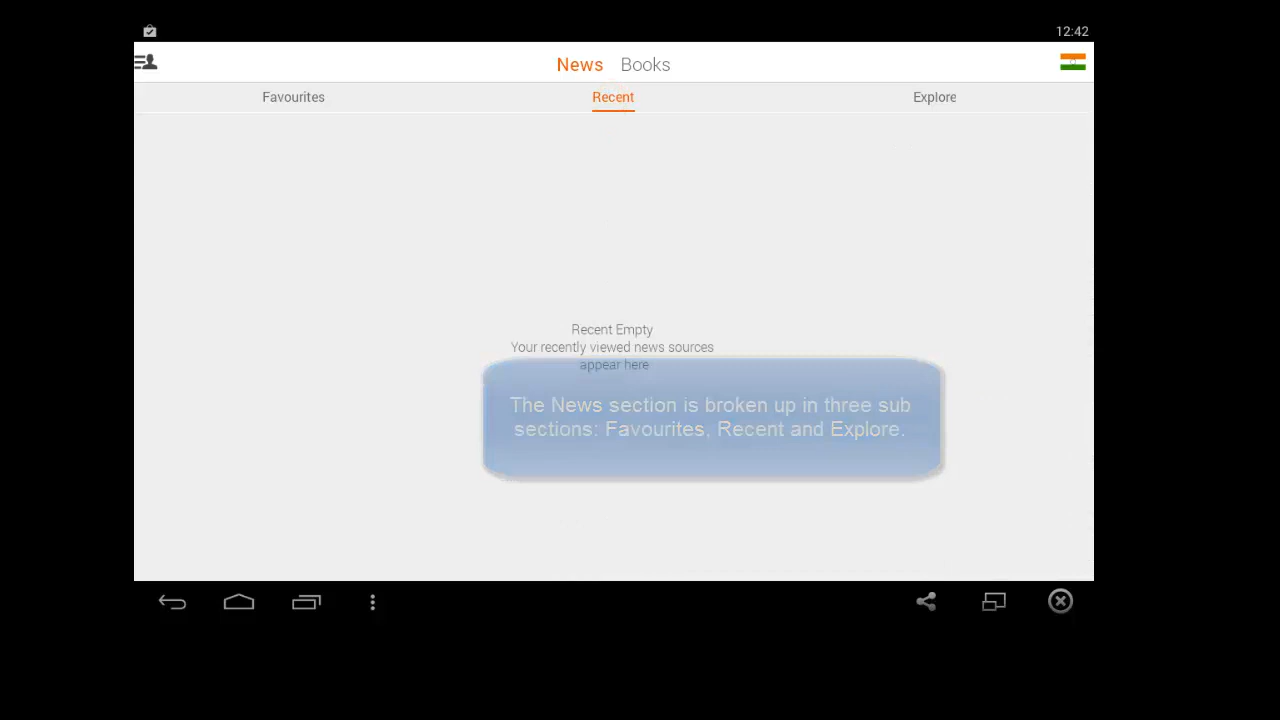 12:42
News Books
Favourites Recent Explore
Recent Empty
Your recently viewed news sources
appear here
The News section is broken up in three sub
sections: Favourites, Recent and Explore.